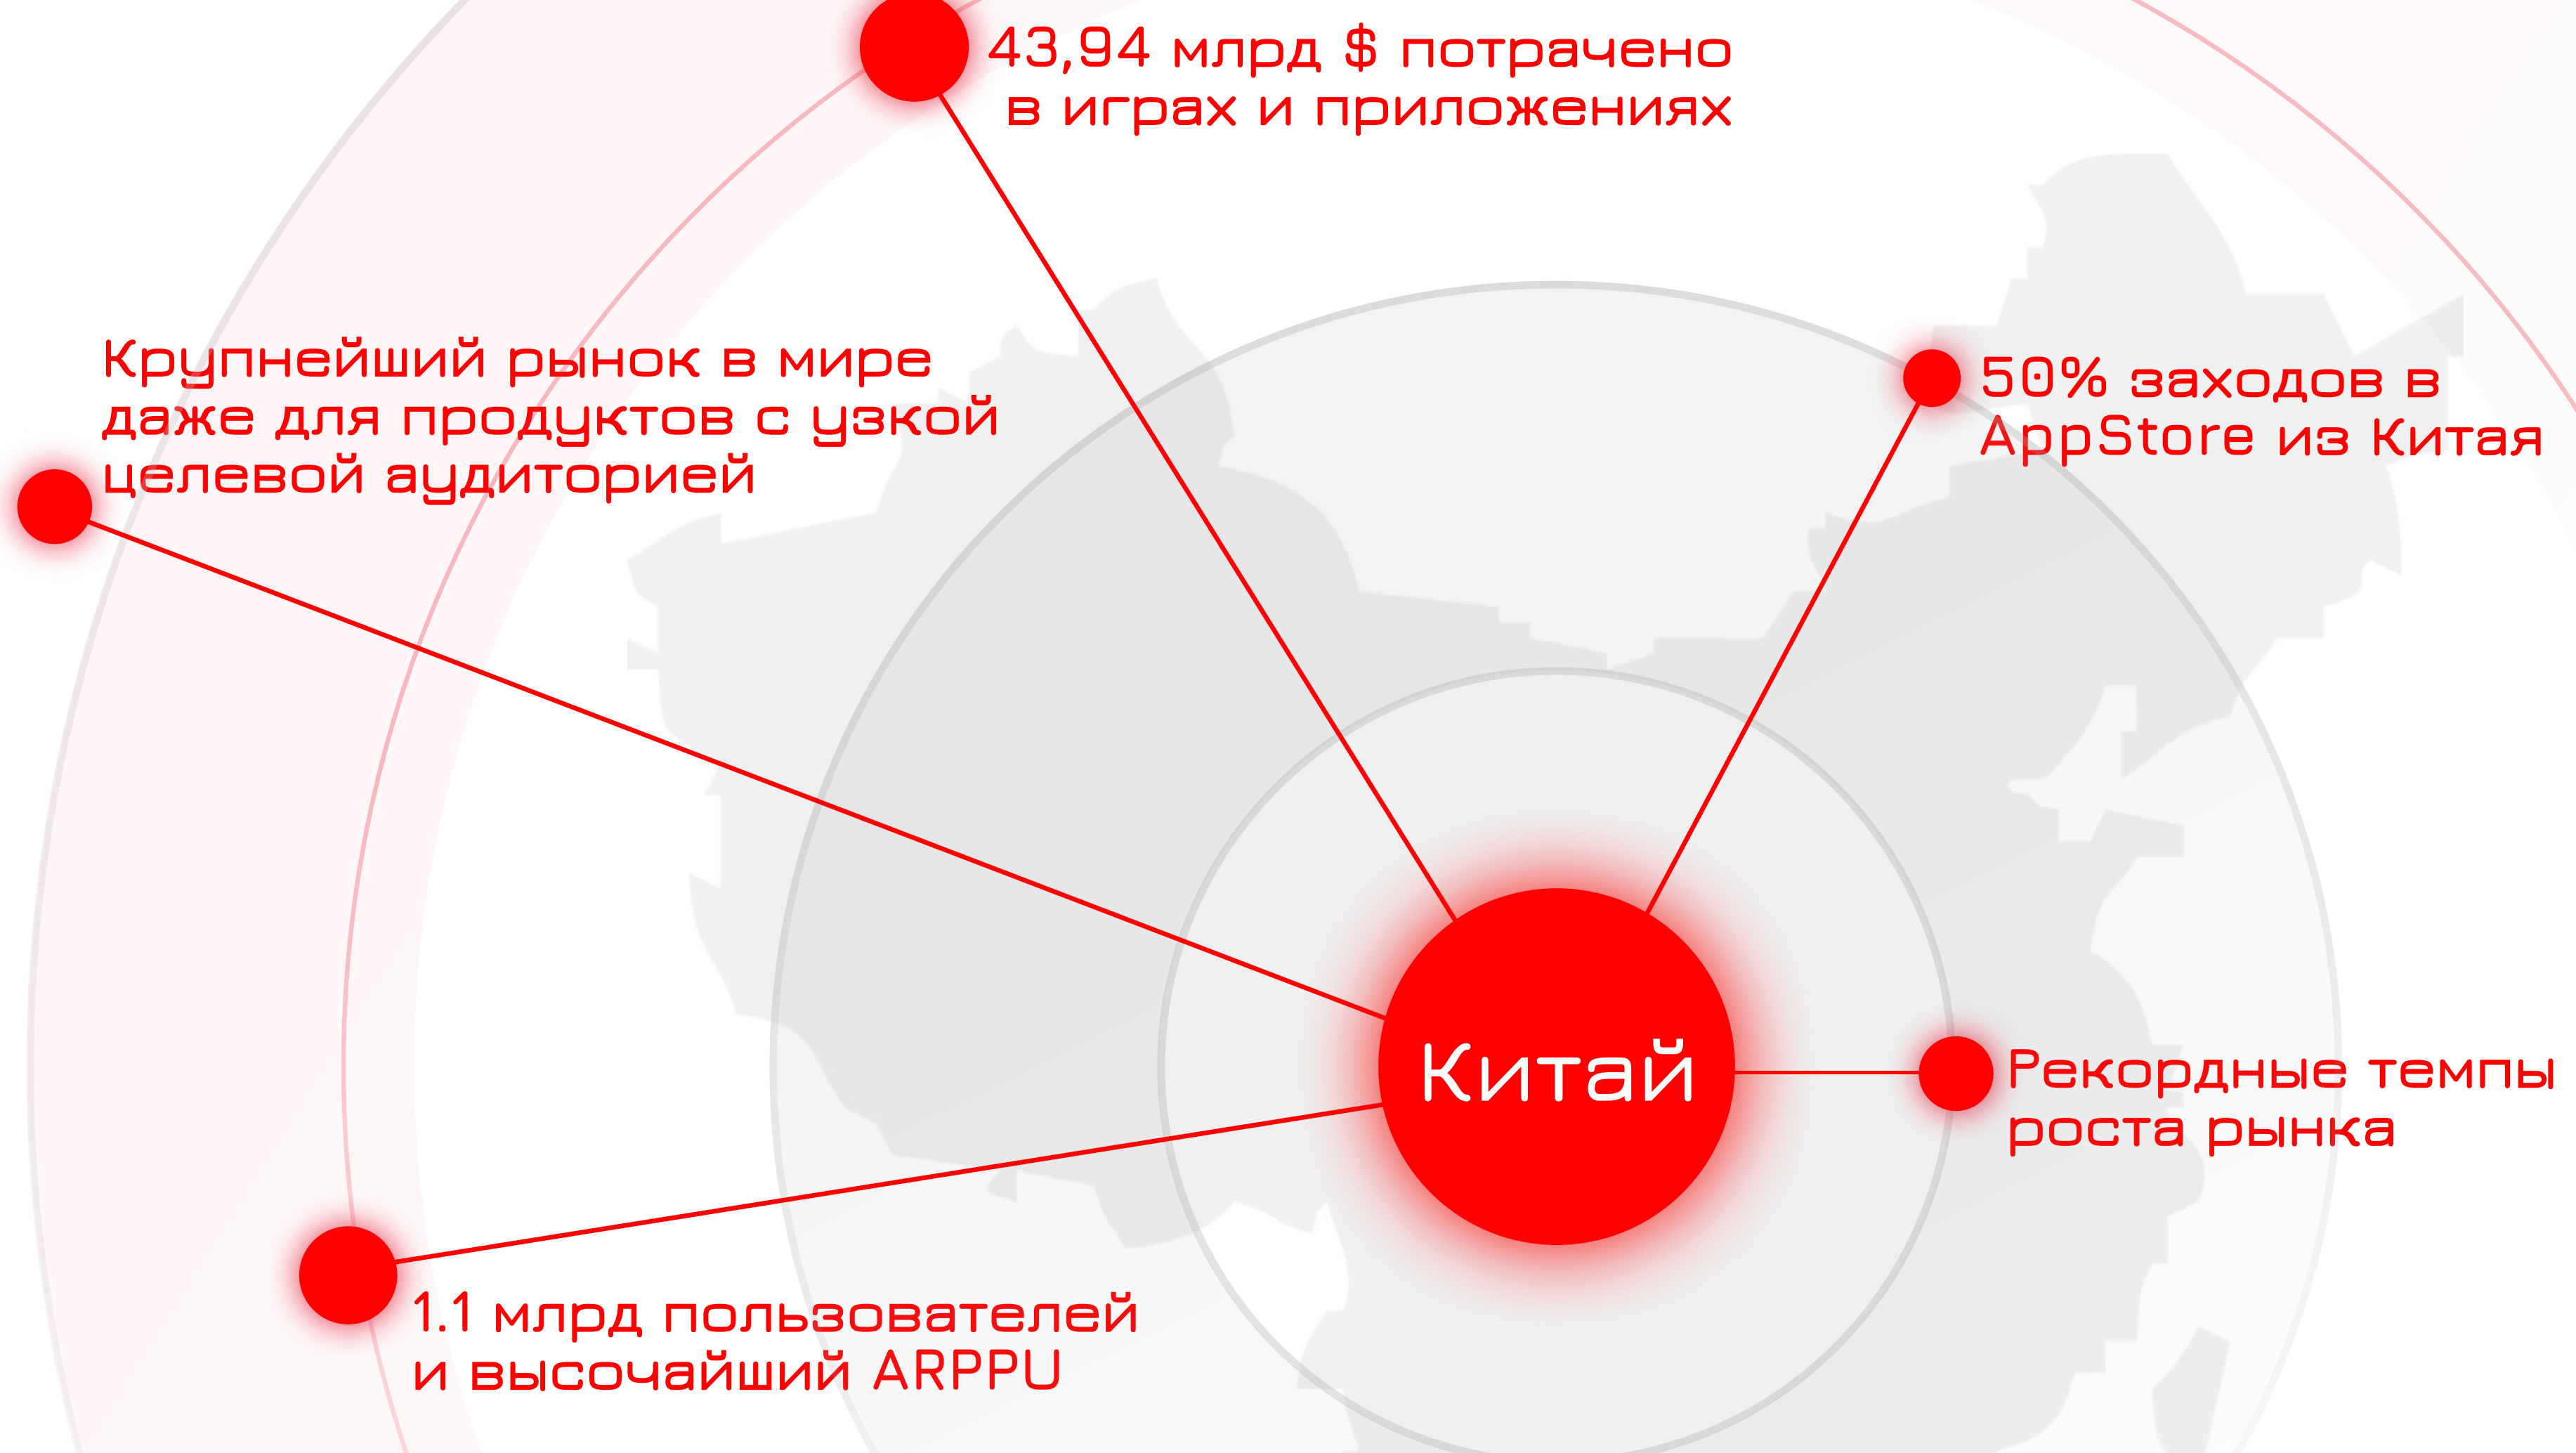 43,94 млрд $ потрачено
в играх и приложениях
Крупнейший рынок в мире
даже для продуктов с узкой
целевой аудиторией
50% заходов в
AppStore из Китая
Китай
Рекордные темпы
роста рынка
1.1 млрд пользователей
и высочайший ARPPU